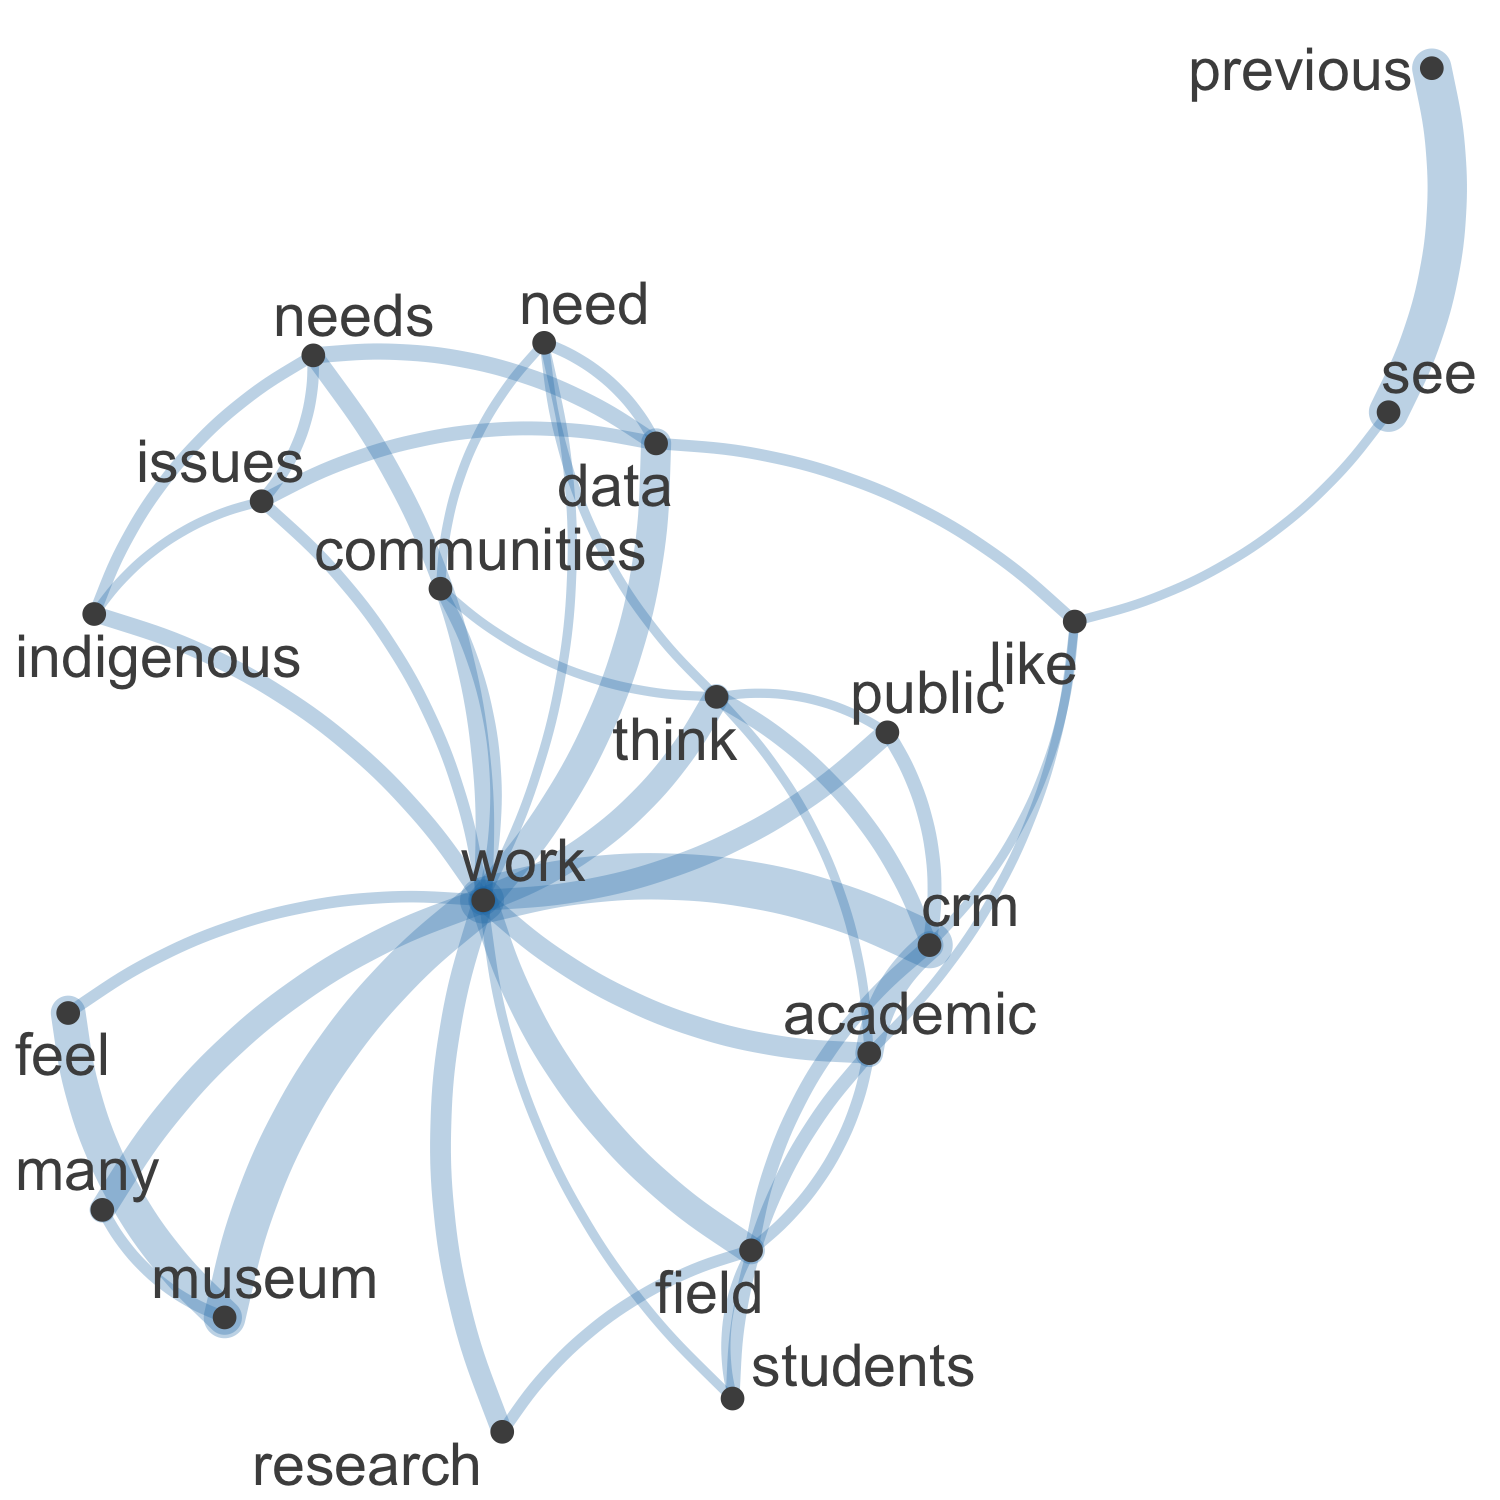 previous
needs
need
see
issues
data
communities
indigenous
like
public
think
work
crm
academic
feel
many
museum
field
students
research